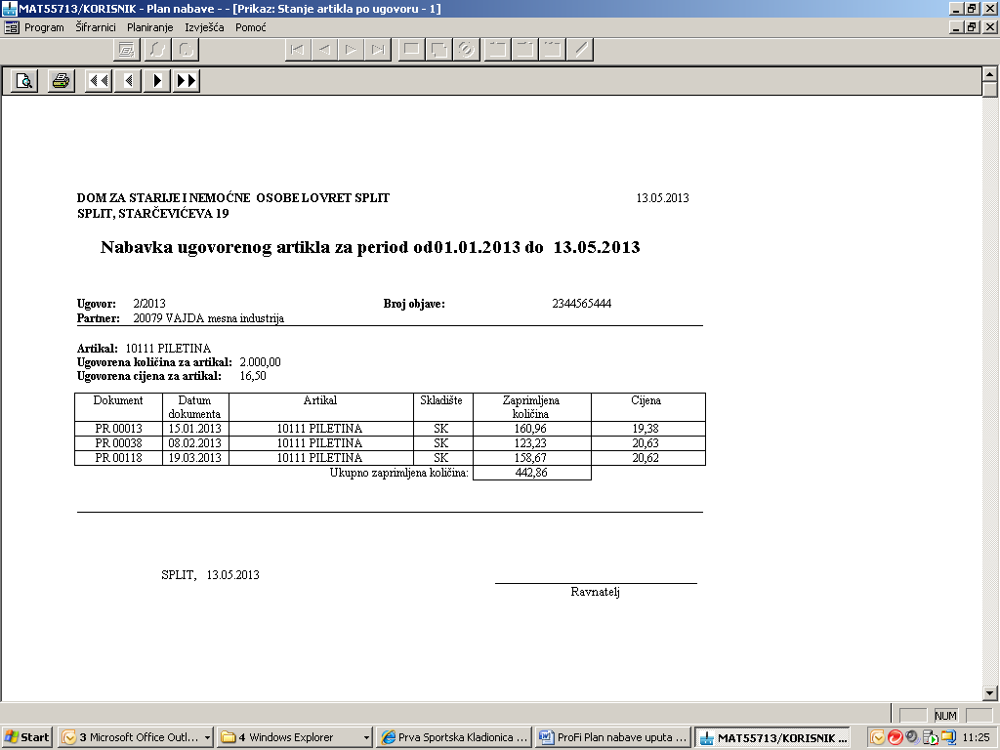 MAT55713/KORISNIK - Plan nabave - - [Prikaz: Stanje artikla po ugovoru - 1]
Program Šifrarnici Planiranje Izvješća Pomoć
DOM ZA STARIJE I NEMOĆNE OSOBE LOVRET SPLIT 13.05.2013
SPLIT, STARČEVIĆEVA 19
Nabavka ugovorenog artikla za period od01.01.2013 do 13.05.2013
Ugovor: 2/2013 Broj objave: 2344565444
Partner: 20079 VAJDA mesna industrija
Artikal: 10111 PILETINA
Ugovorena količina za artikal: 2.000,00
Ugovorena cijena za artikal: 16,50
Dokument Datum Artikal Skladište Zaprimljena Cijena
dokumenta količina
PR 00013 15.01.2013 10111 PILETINA SK 160,96 19,38
PR 00038 08.02.2013 10111 PILETINA SK 123,23 20,63
PR 00118 19.03.2013 10111 PILETINA SK 158,67 20,62
Ukupno zaprimljena količina: 442,86
SPLIT, 13.05.2013
Ravnatelj
NUM
Start 3 Microsoft Office Outl... 4 Windows Explorer Prva Sportska Kladionica ... ProFi Plan nabave uputa ... MAT55713/KORISNIK ... 11:25